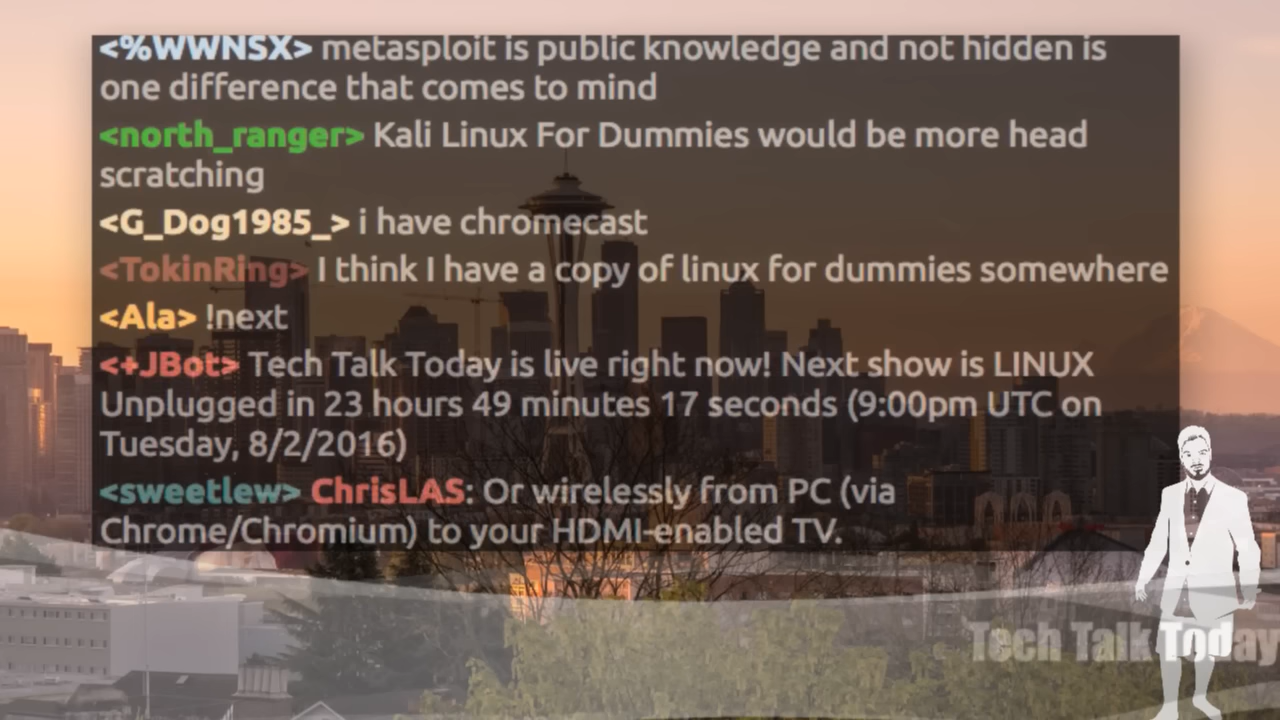 <%WWNSX> metasploit is public knowledge and not hidden is
one difference that comes to mind
<north_ranger> Kali Linux For Dummies would be more head
scratching
<G_Dog1985_> i have chromecast
<TokinRing> I think I have a copy of linux for dummies somewhere
<Ala> !next
<+JBot> Tech Talk Today is live right now! Next show is LINUX
Unplugged in 23 hours 49 minutes 17 seconds (9:00pm UTC on
Tuesday, 8/2/2016)
<sweetlew> ChrisLAS: Or wirelessly from PC (via
Chrome/Chromium) to your HDMI-enabled TV.
Tech Talk Today